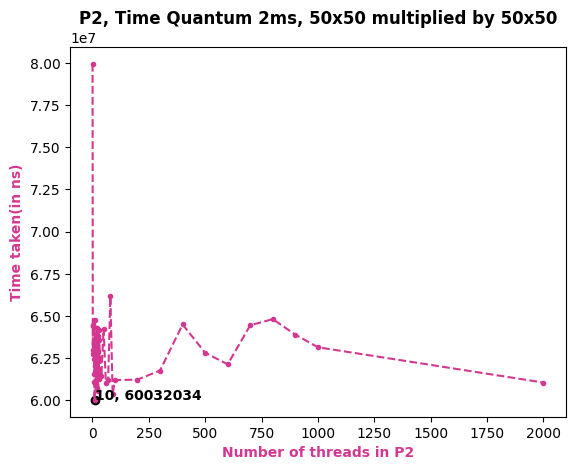 P2, Time Quantum 2ms, 50x50 multiplied by 50x50
1e7
8.00
7.75
7.50
7.25
7.00
6.75
6.50
6.25
6.00
Time taken(in ns)
10, 60032034
0 250 500 750 1000 1250 1500 1750 2000
Number of threads in P2